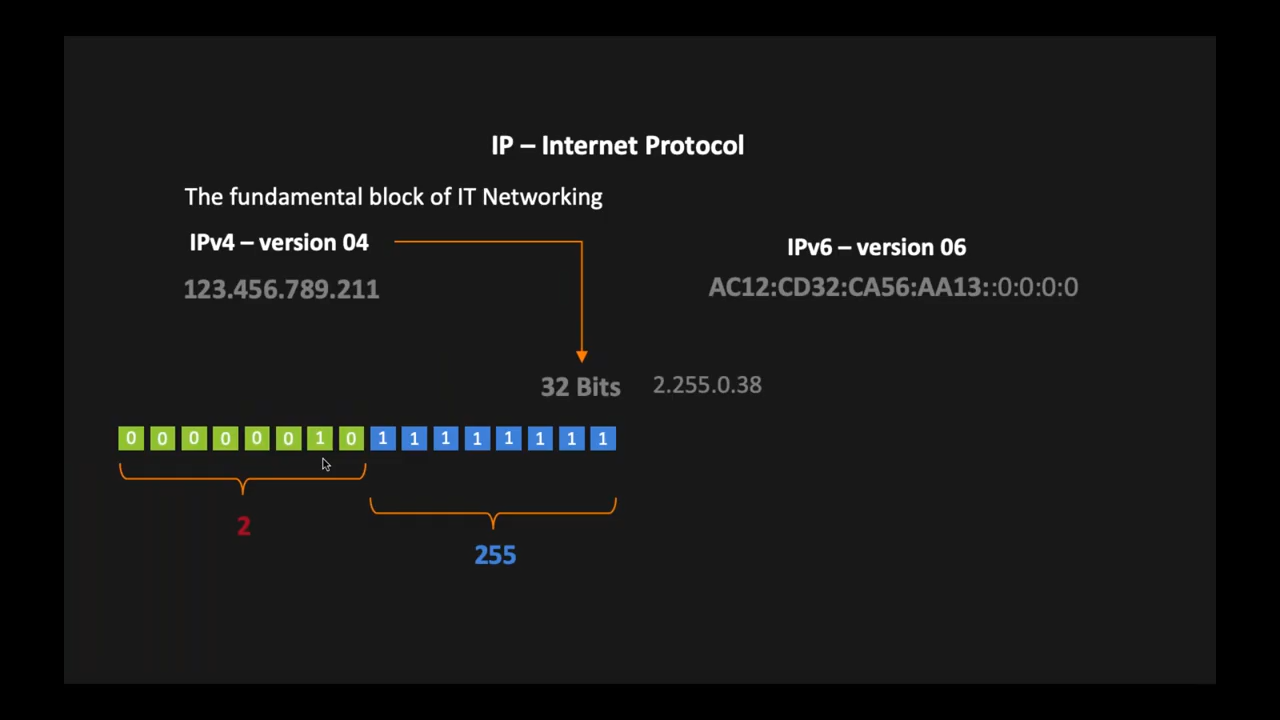 IP – Internet Protocol
The fundamental block of IT Networking
IPv4 – version 04
IPv6 – version 06
123.456.789.211
AC12:CD32:CA56:AA13::0:0:0:0
32 Bits
2.255.0.38
0 0 0 0 0 0 1 0 1 1 1 1 1 1 1 1
2
255